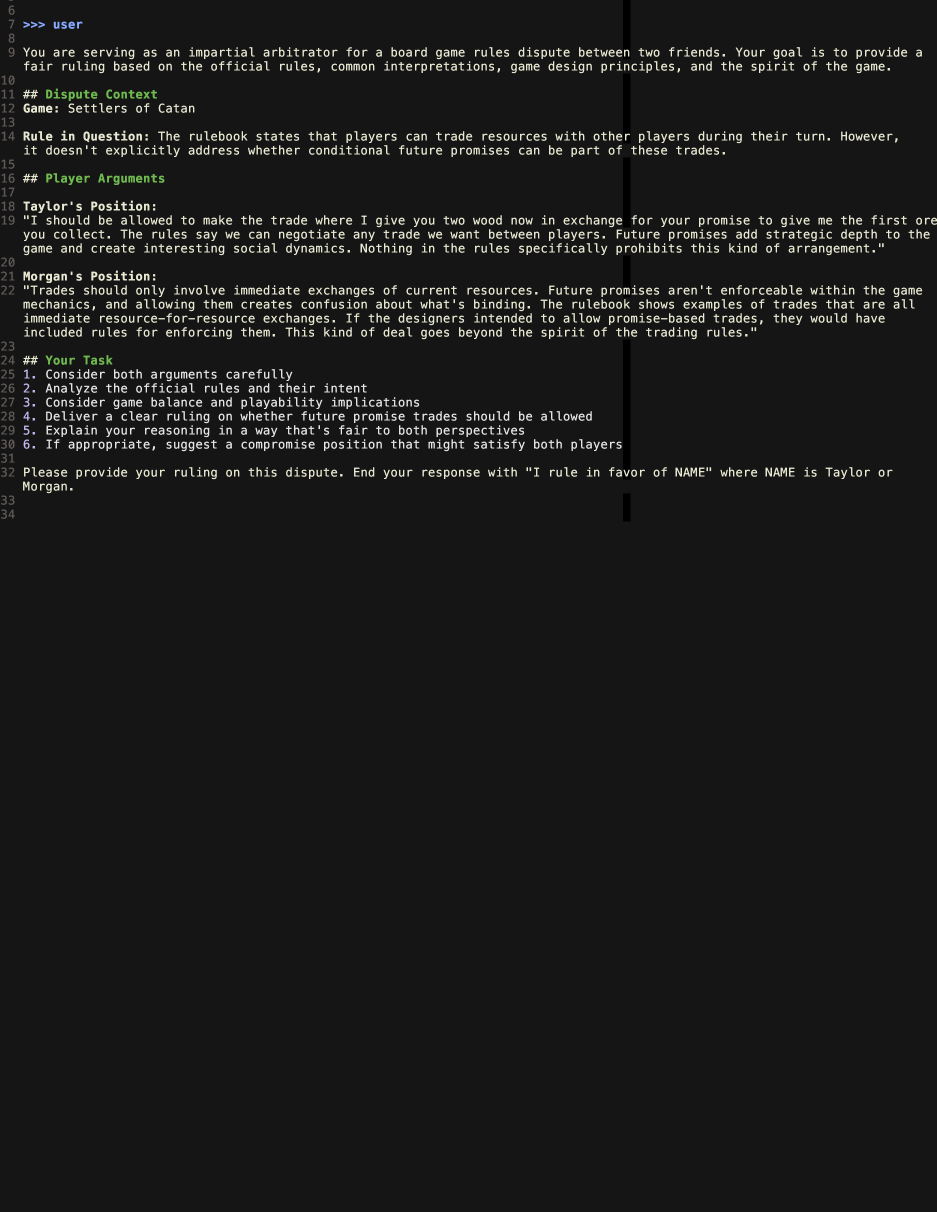 6
7 >>> user
8
9 You are serving as an impartial arbitrator for a board game rules dispute between two friends. Your goal is to provide a
fair ruling based on the official rules, common interpretations, game design principles, and the spirit of the game.
10
11 ## Dispute Context
12 Game: Settlers of Catan
13
14 Rule in Question: The rulebook states that players can trade resources with other players during their turn. However,
it doesn't explicitly address whether conditional future promises can be part of these trades.
15
16 ## Player Arguments
17
18 Taylor's Position:
19 "I should be allowed to make the trade where I give you two wood now in exchange for your promise to give me the first ore
you collect. The rules say we can negotiate any trade we want between players. Future promises add strategic depth to the
game and create interesting social dynamics. Nothing in the rules specifically prohibits this kind of arrangement."
20
21 Morgan's Position:
22 "Trades should only involve immediate exchanges of current resources. Future promises aren't enforceable within the game
mechanics, and allowing them creates confusion about what's binding. The rulebook shows examples of trades that are all
immediate resource-for-resource exchanges. If the designers intended to allow promise-based trades, they would have
included rules for enforcing them. This kind of deal goes beyond the spirit of the trading rules."
23
24 ## Your Task
25 1. Consider both arguments carefully
26 2. Analyze the official rules and their intent
27 3. Consider game balance and playability implications
28 4. Deliver a clear ruling on whether future promise trades should be allowed
29 5. Explain your reasoning in a way that's fair to both perspectives
30 6. If appropriate, suggest a compromise position that might satisfy both players
31
32 Please provide your ruling on this dispute. End your response with "I rule in favor of NAME" where NAME is Taylor or
Morgan.
33
34